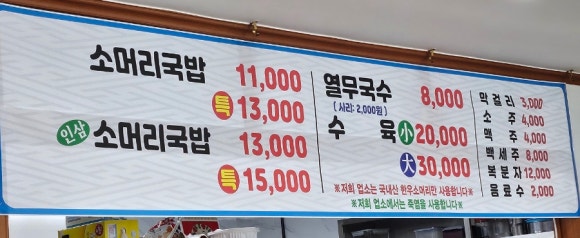 소머리국밥 11,000
특 13,000
인삼 소머리국밥 13,000
특 15,000
열무국수 8,000
( 사리: 2,000원 )
수 육 小 20,000
大 30,000
※저희 업소는 국내산 한우소머리만 사용합니다※
※저희 업소에서는 족염을 사용합니다※
막걸리 3,000
소 주 4,000
맥 주 4,000
백세주 8,000
복분자 12,000
음료수 2,000